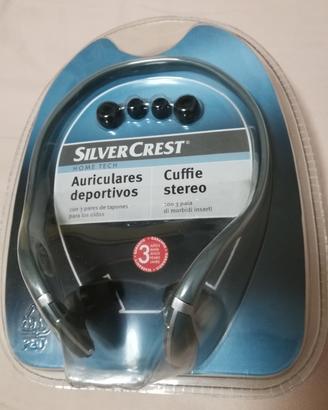 SILVERCREST®
HOME TECH
Auriculares
deportivos
con 3 pares de tapones
para los oídos
Cuffie
stereo
con 3 paia
di morbidi inserti
3
PET